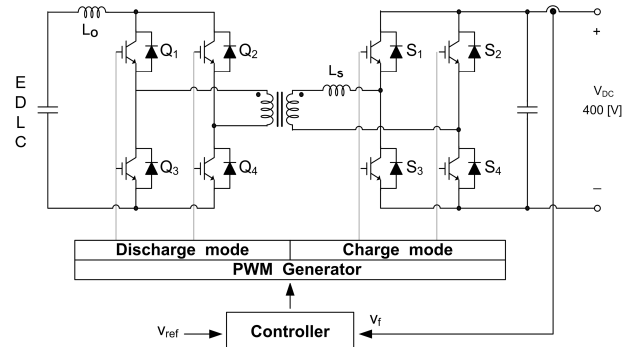 EDLC
Lo
Q1
Q2
Q3
Q4
Ls
S1
S2
S3
S4
+
VDC
400 [V]
−
Discharge mode
Charge mode
PWM Generator
Vref
Controller
Vf